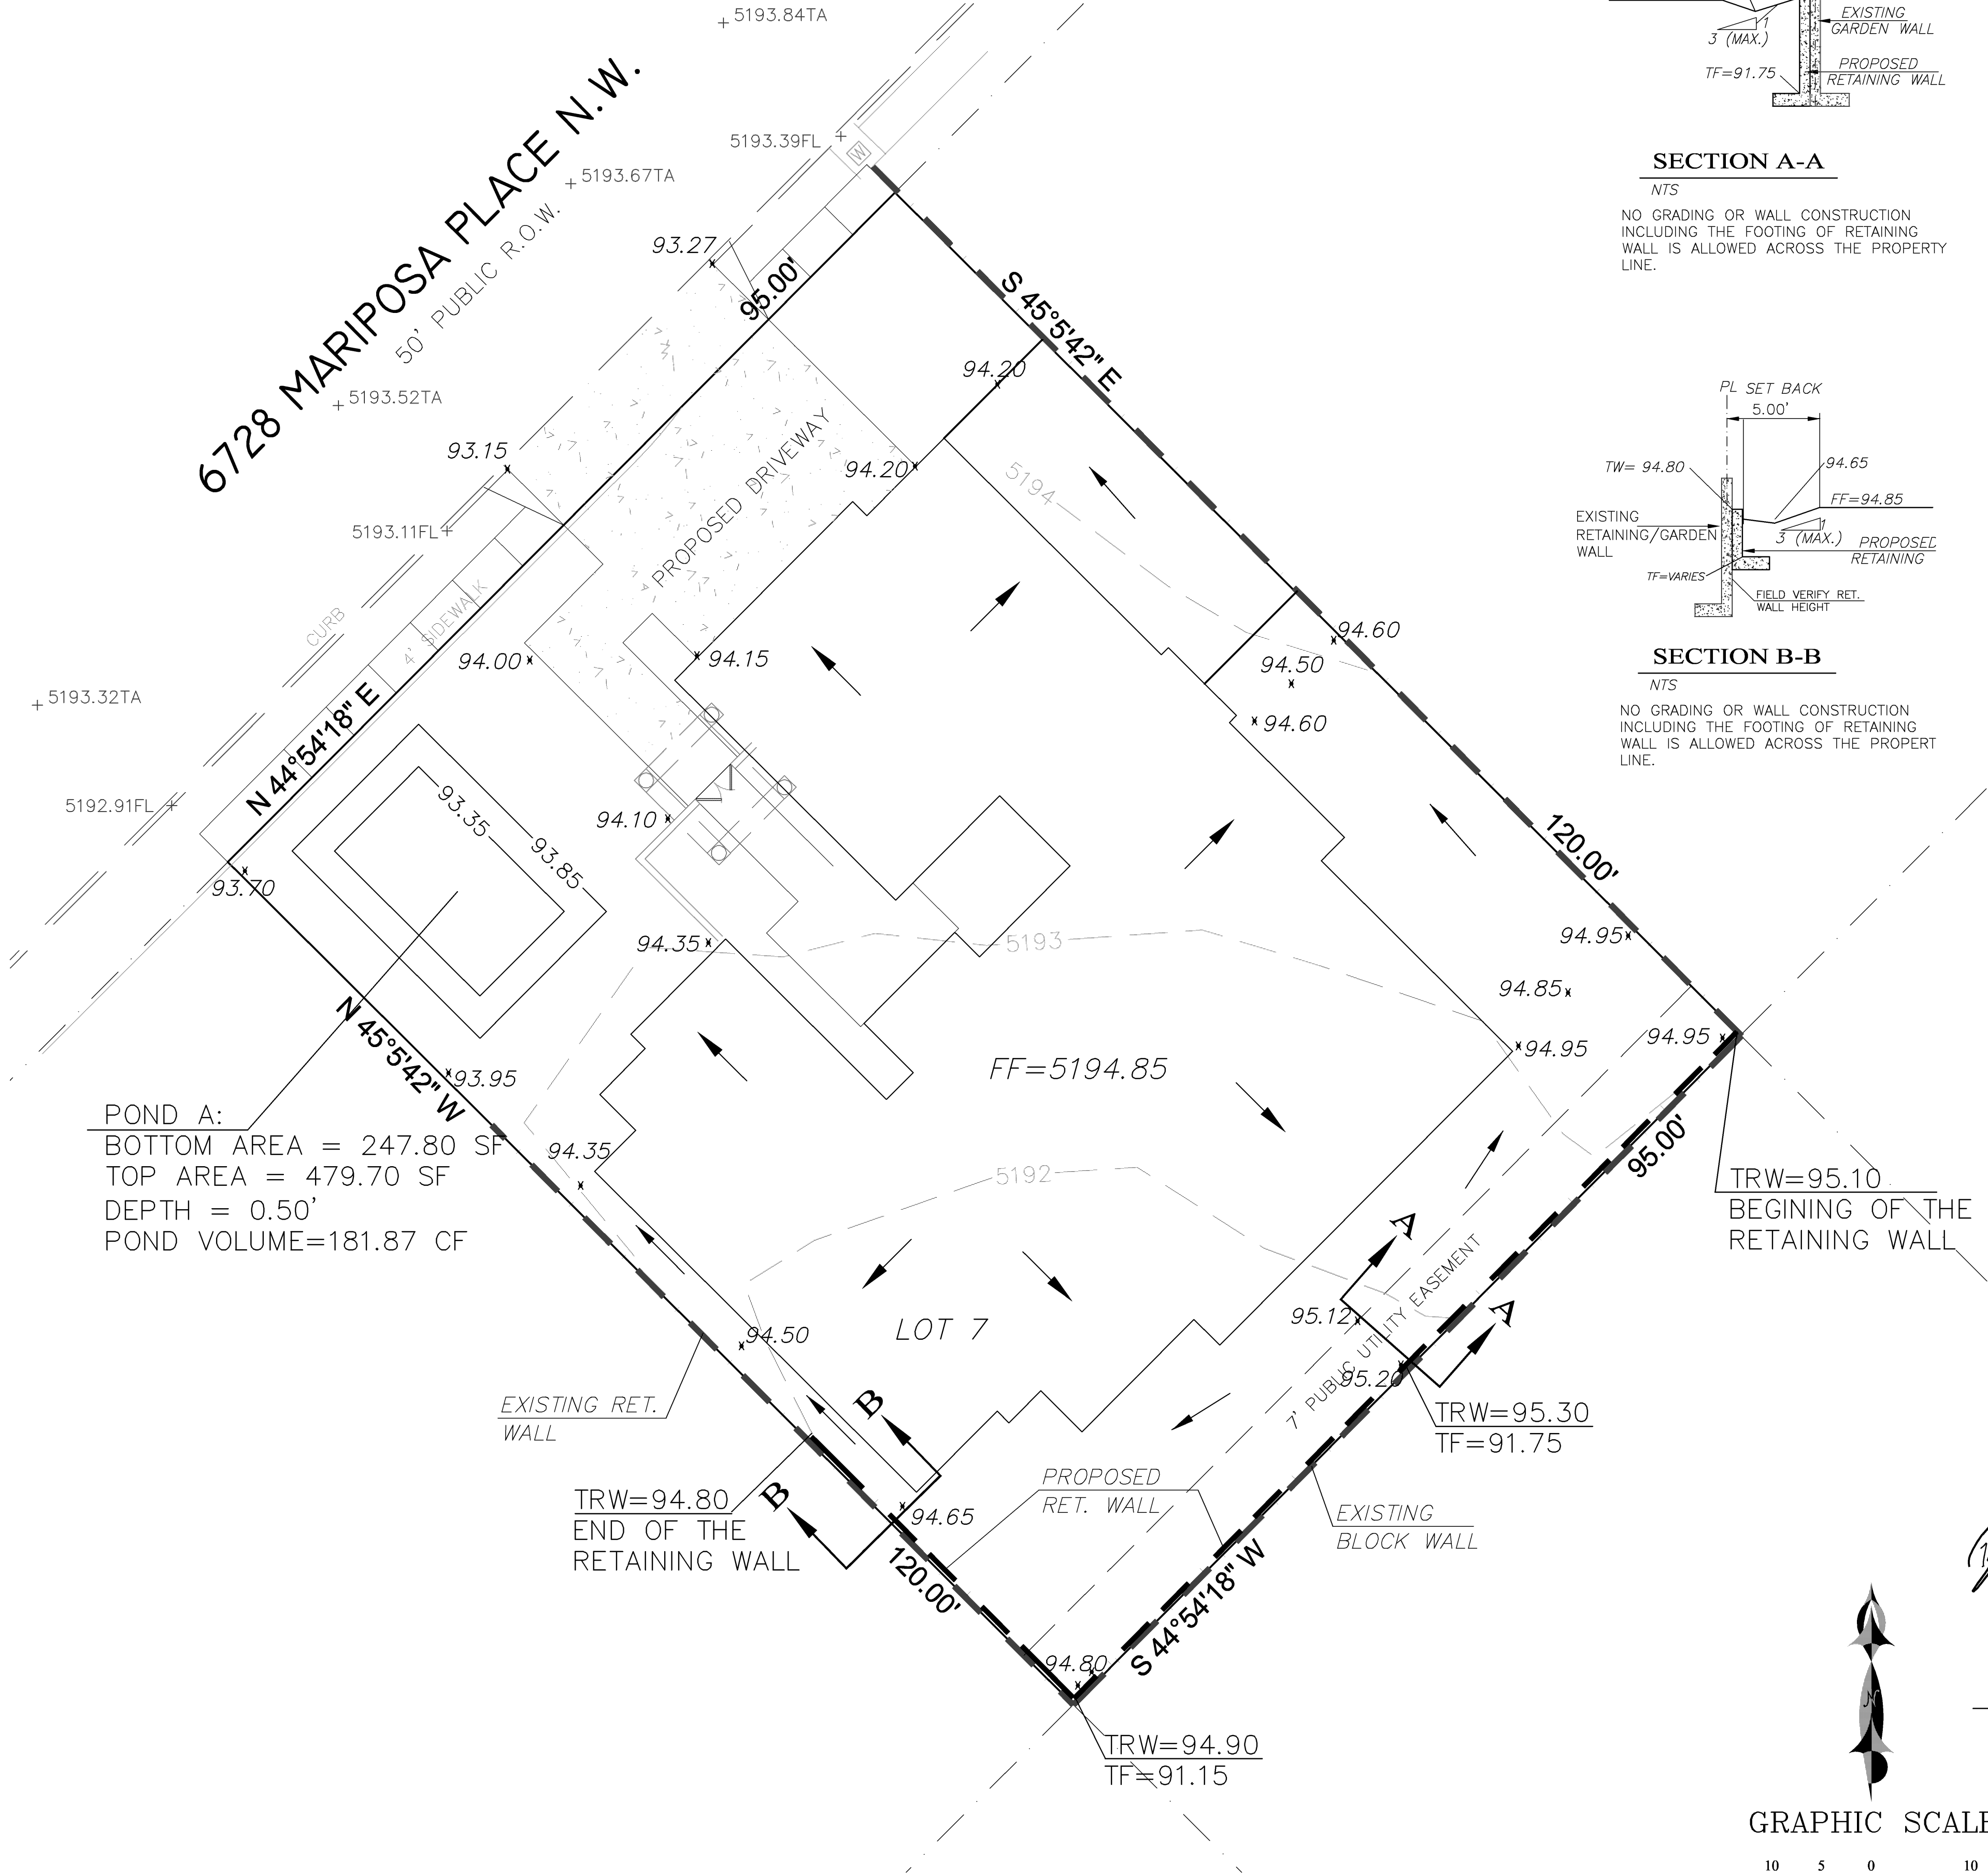 5193.84TA
6728 MARIPOSA PLACE N.W.
50' PUBLIC R.O.W.
5193.39FL
W
5193.67TA
93.27
95.00'
S 45°5'42" E
94.20
5193.52TA
93.15
94.20
PROPOSED DRIVEWAY
5194
5193.11FL
CURB
4' SIDEWALK
94.00
94.15
94.60
94.50
94.60
5193.32TA
N 44°54'18" E
5192.91FL
93.35
93.85
94.10
93.70
120.00'
94.35
5193
94.95
94.85
94.95
94.95
N 45°5'42" W
93.95
FF=5194.85
POND A:
BOTTOM AREA = 247.80 SF
TOP AREA = 479.70 SF
DEPTH = 0.50'
POND VOLUME=181.87 CF
94.35
5192
95.00'
TRW=95.10
BEGINING OF THE
RETAINING WALL
A
A
7' PUBLIC UTILITY EASEMENT
95.12
95.20
94.50
LOT 7
EXISTING RET.
WALL
B
B
TRW=95.30
TF=91.75
TRW=94.80
END OF THE
RETAINING WALL
94.65
PROPOSED
RET. WALL
EXISTING
BLOCK WALL
120.00'
S 44°54'18" W
94.80
TRW=94.90
TF=91.15
1
3 (MAX.)
EXISTING
GARDEN WALL
TF=91.75
PROPOSED
RETAINING WALL
SECTION A-A
NTS
NO GRADING OR WALL CONSTRUCTION
INCLUDING THE FOOTING OF RETAINING
WALL IS ALLOWED ACROSS THE PROPERTY
LINE.
PL SET BACK
5.00'
TW= 94.80
94.65
FF=94.85
EXISTING
RETAINING/GARDEN
WALL
1
3 (MAX.)
PROPOSED
RETAINING
TF=VARIES
FIELD VERIFY RET.
WALL HEIGHT
SECTION B-B
NTS
NO GRADING OR WALL CONSTRUCTION
INCLUDING THE FOOTING OF RETAINING
WALL IS ALLOWED ACROSS THE PROPERT
LINE.
N
GRAPHIC SCALE
10 5 0 10